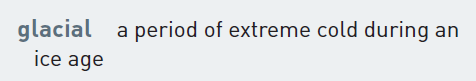 glacial a period of extreme cold during an
ice age